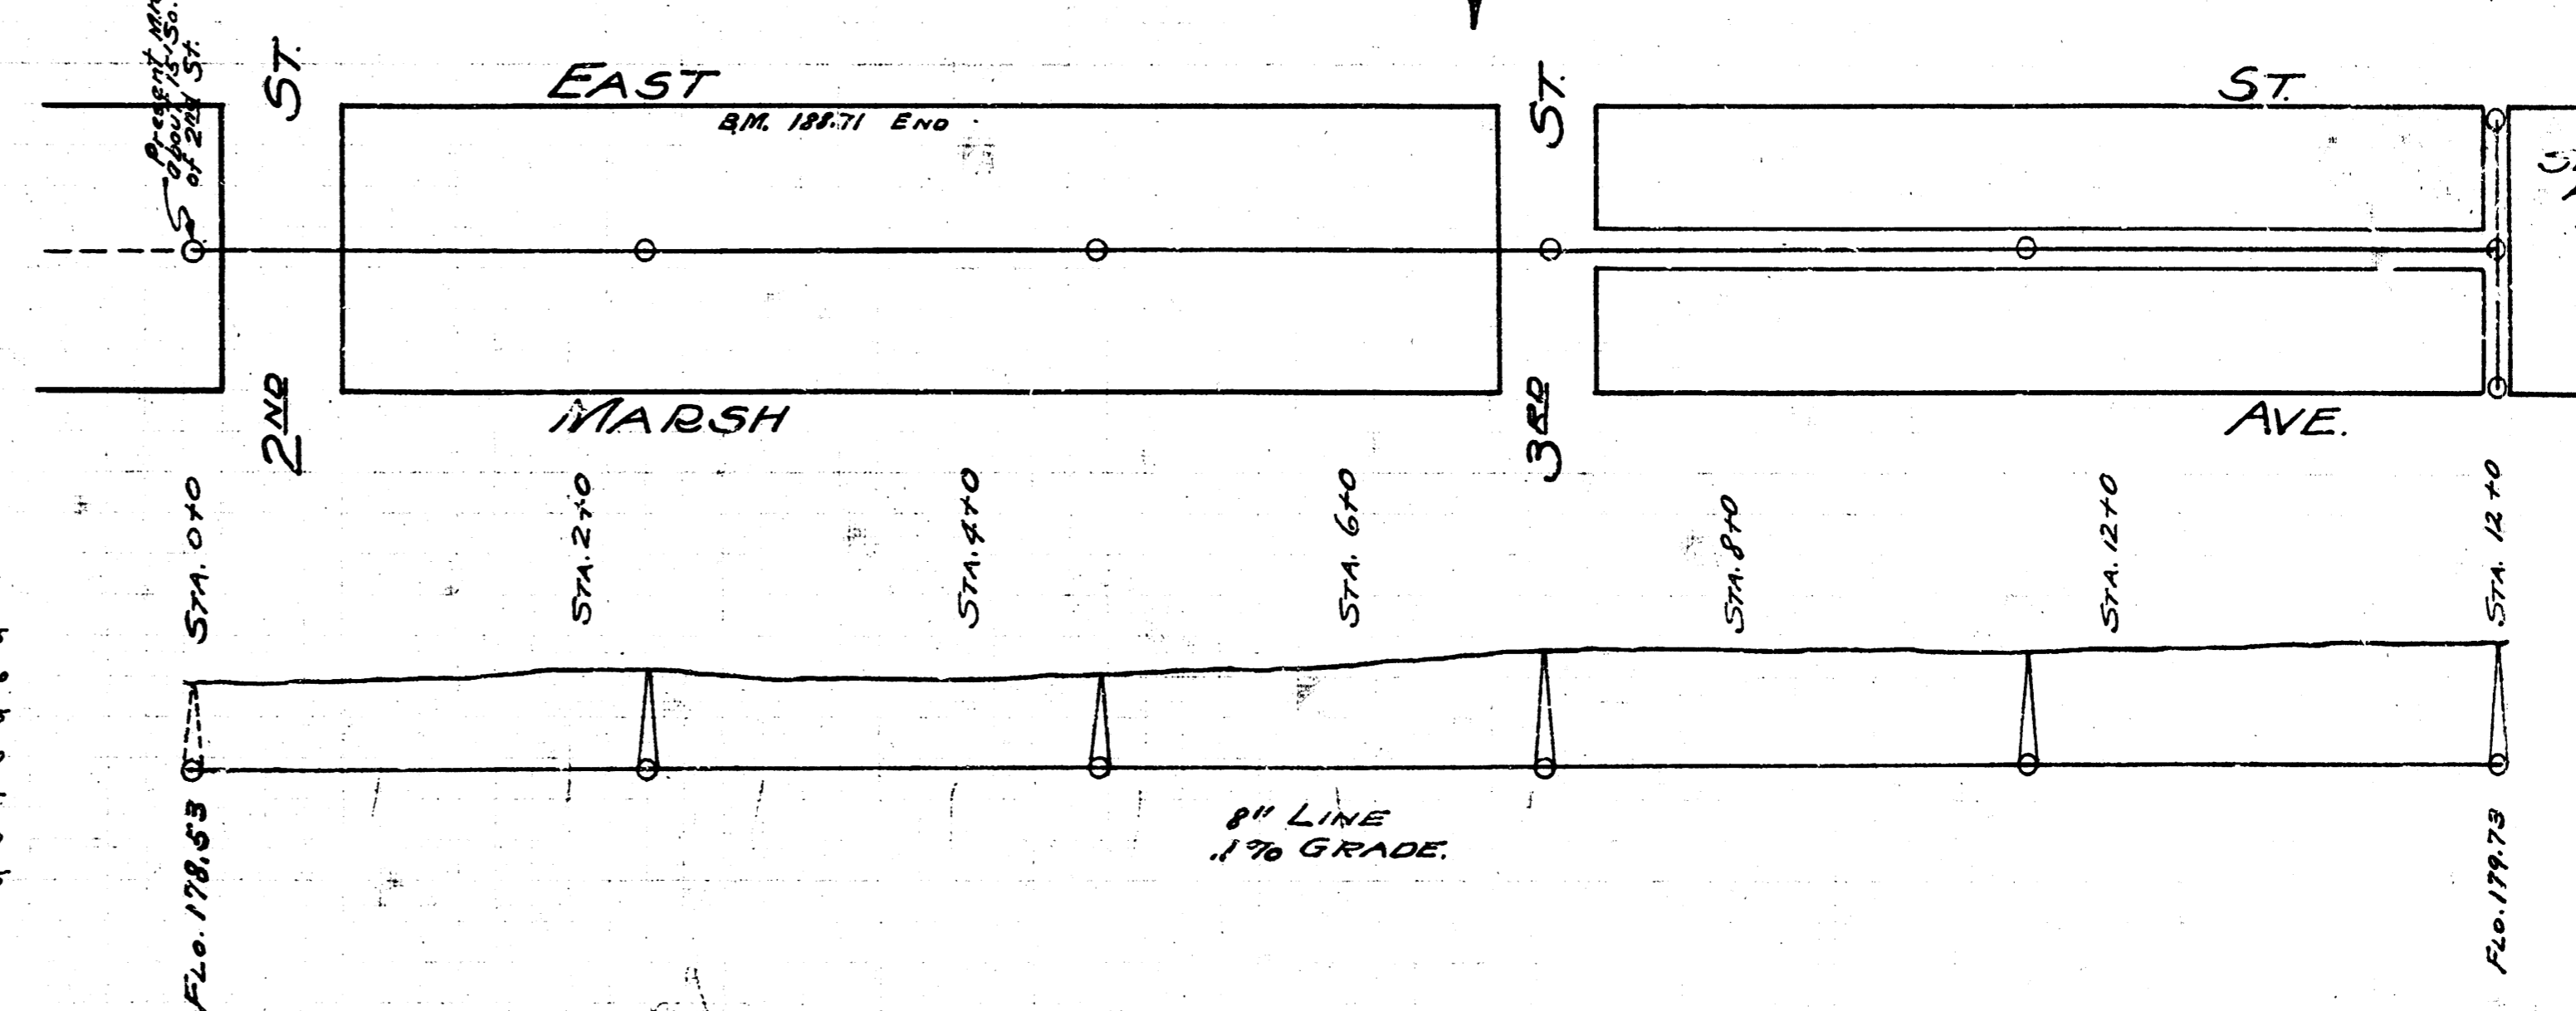 Present
about 15' So.
of 2nd St.
ST.
EAST
ST.
ST.
B.M. 188.71 END
2ND
MARSH
3RD
AVE.
STA. 0+0
STA. 2+0
STA. 4+0
STA. 6+0
STA. 8+0
STA. 12+0
STA. 12+0
8" LINE
.1% GRADE.
FLO. 178.53
FLO. 179.73